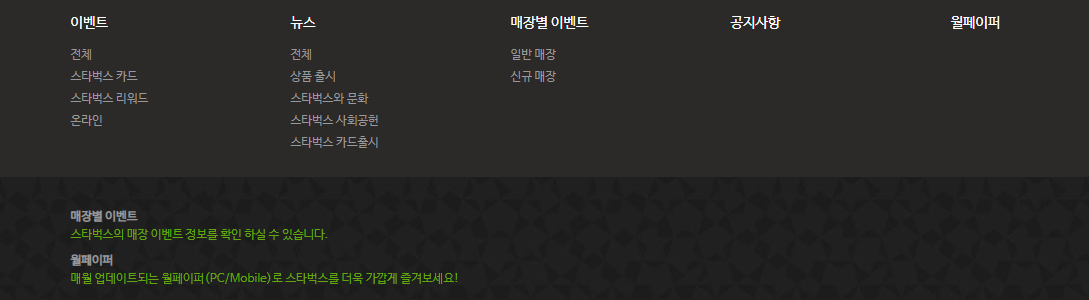 이벤트
전체
스타벅스 카드
스타벅스 리워드
온라인
뉴스
전체
상품 출시
스타벅스와 문화
스타벅스 사회공헌
스타벅스 카드출시
매장별 이벤트
일반 매장
신규 매장
공지사항
월페이퍼
매장별 이벤트
스타벅스의 매장 이벤트 정보를 확인 하실 수 있습니다.
월페이퍼
매월 업데이트되는 월페이퍼(PC/Mobile)로 스타벅스를 더욱 가깝게 즐겨보세요!